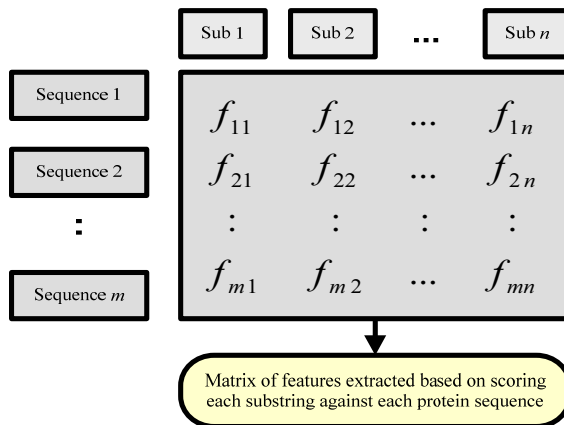 Sub 1 Sub 2 ... Sub n
Sequence 1
f11 f12 ... f1n
Sequence 2
f21 f22 ... f2n
: : : : :
Sequence m
fm1 fm2 ... fmn
Matrix of features extracted based on scoring
each substring against each protein sequence